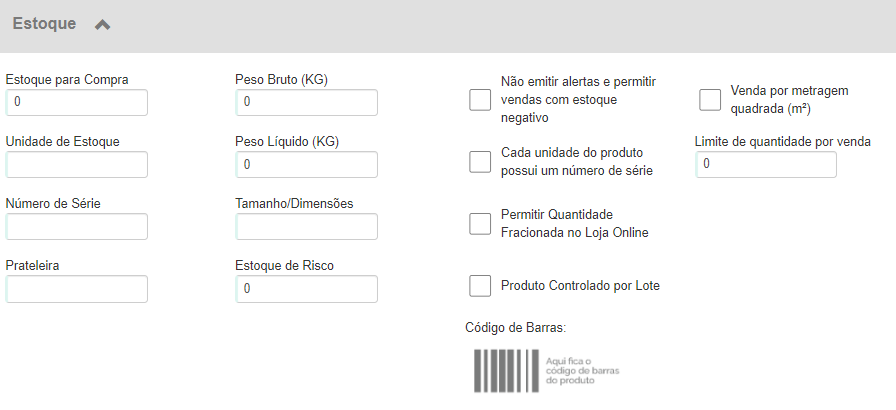 Estoque
Estoque para Compra
0
Unidade de Estoque
Número de Série
Prateleira
Peso Bruto (KG)
0
Peso Líquido (KG)
0
Tamanho/Dimensões
Estoque de Risco
0
Não emitir alertas e permitir
vendas com estoque
negativo
Cada unidade do produto
possui um número de série
Permitir Quantidade
Fracionada no Loja Online
Produto Controlado por Lote
Código de Barras:
Aqui fica o
código de barras
do produto
Venda por metragem
quadrada (m²)
Limite de quantidade por venda
0